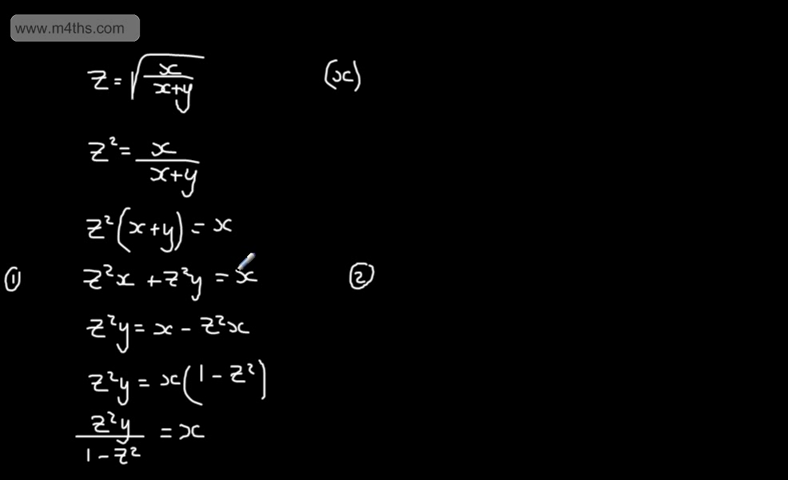 www.m4ths.com
z = √(x/(x+y)) (x)
z² = x/(x+y)
z²(x+y) = x
① z²x + z²y = x ②
z²y = x - z²x
z²y = x(1 - z²)
z²y/(1 - z²) = x